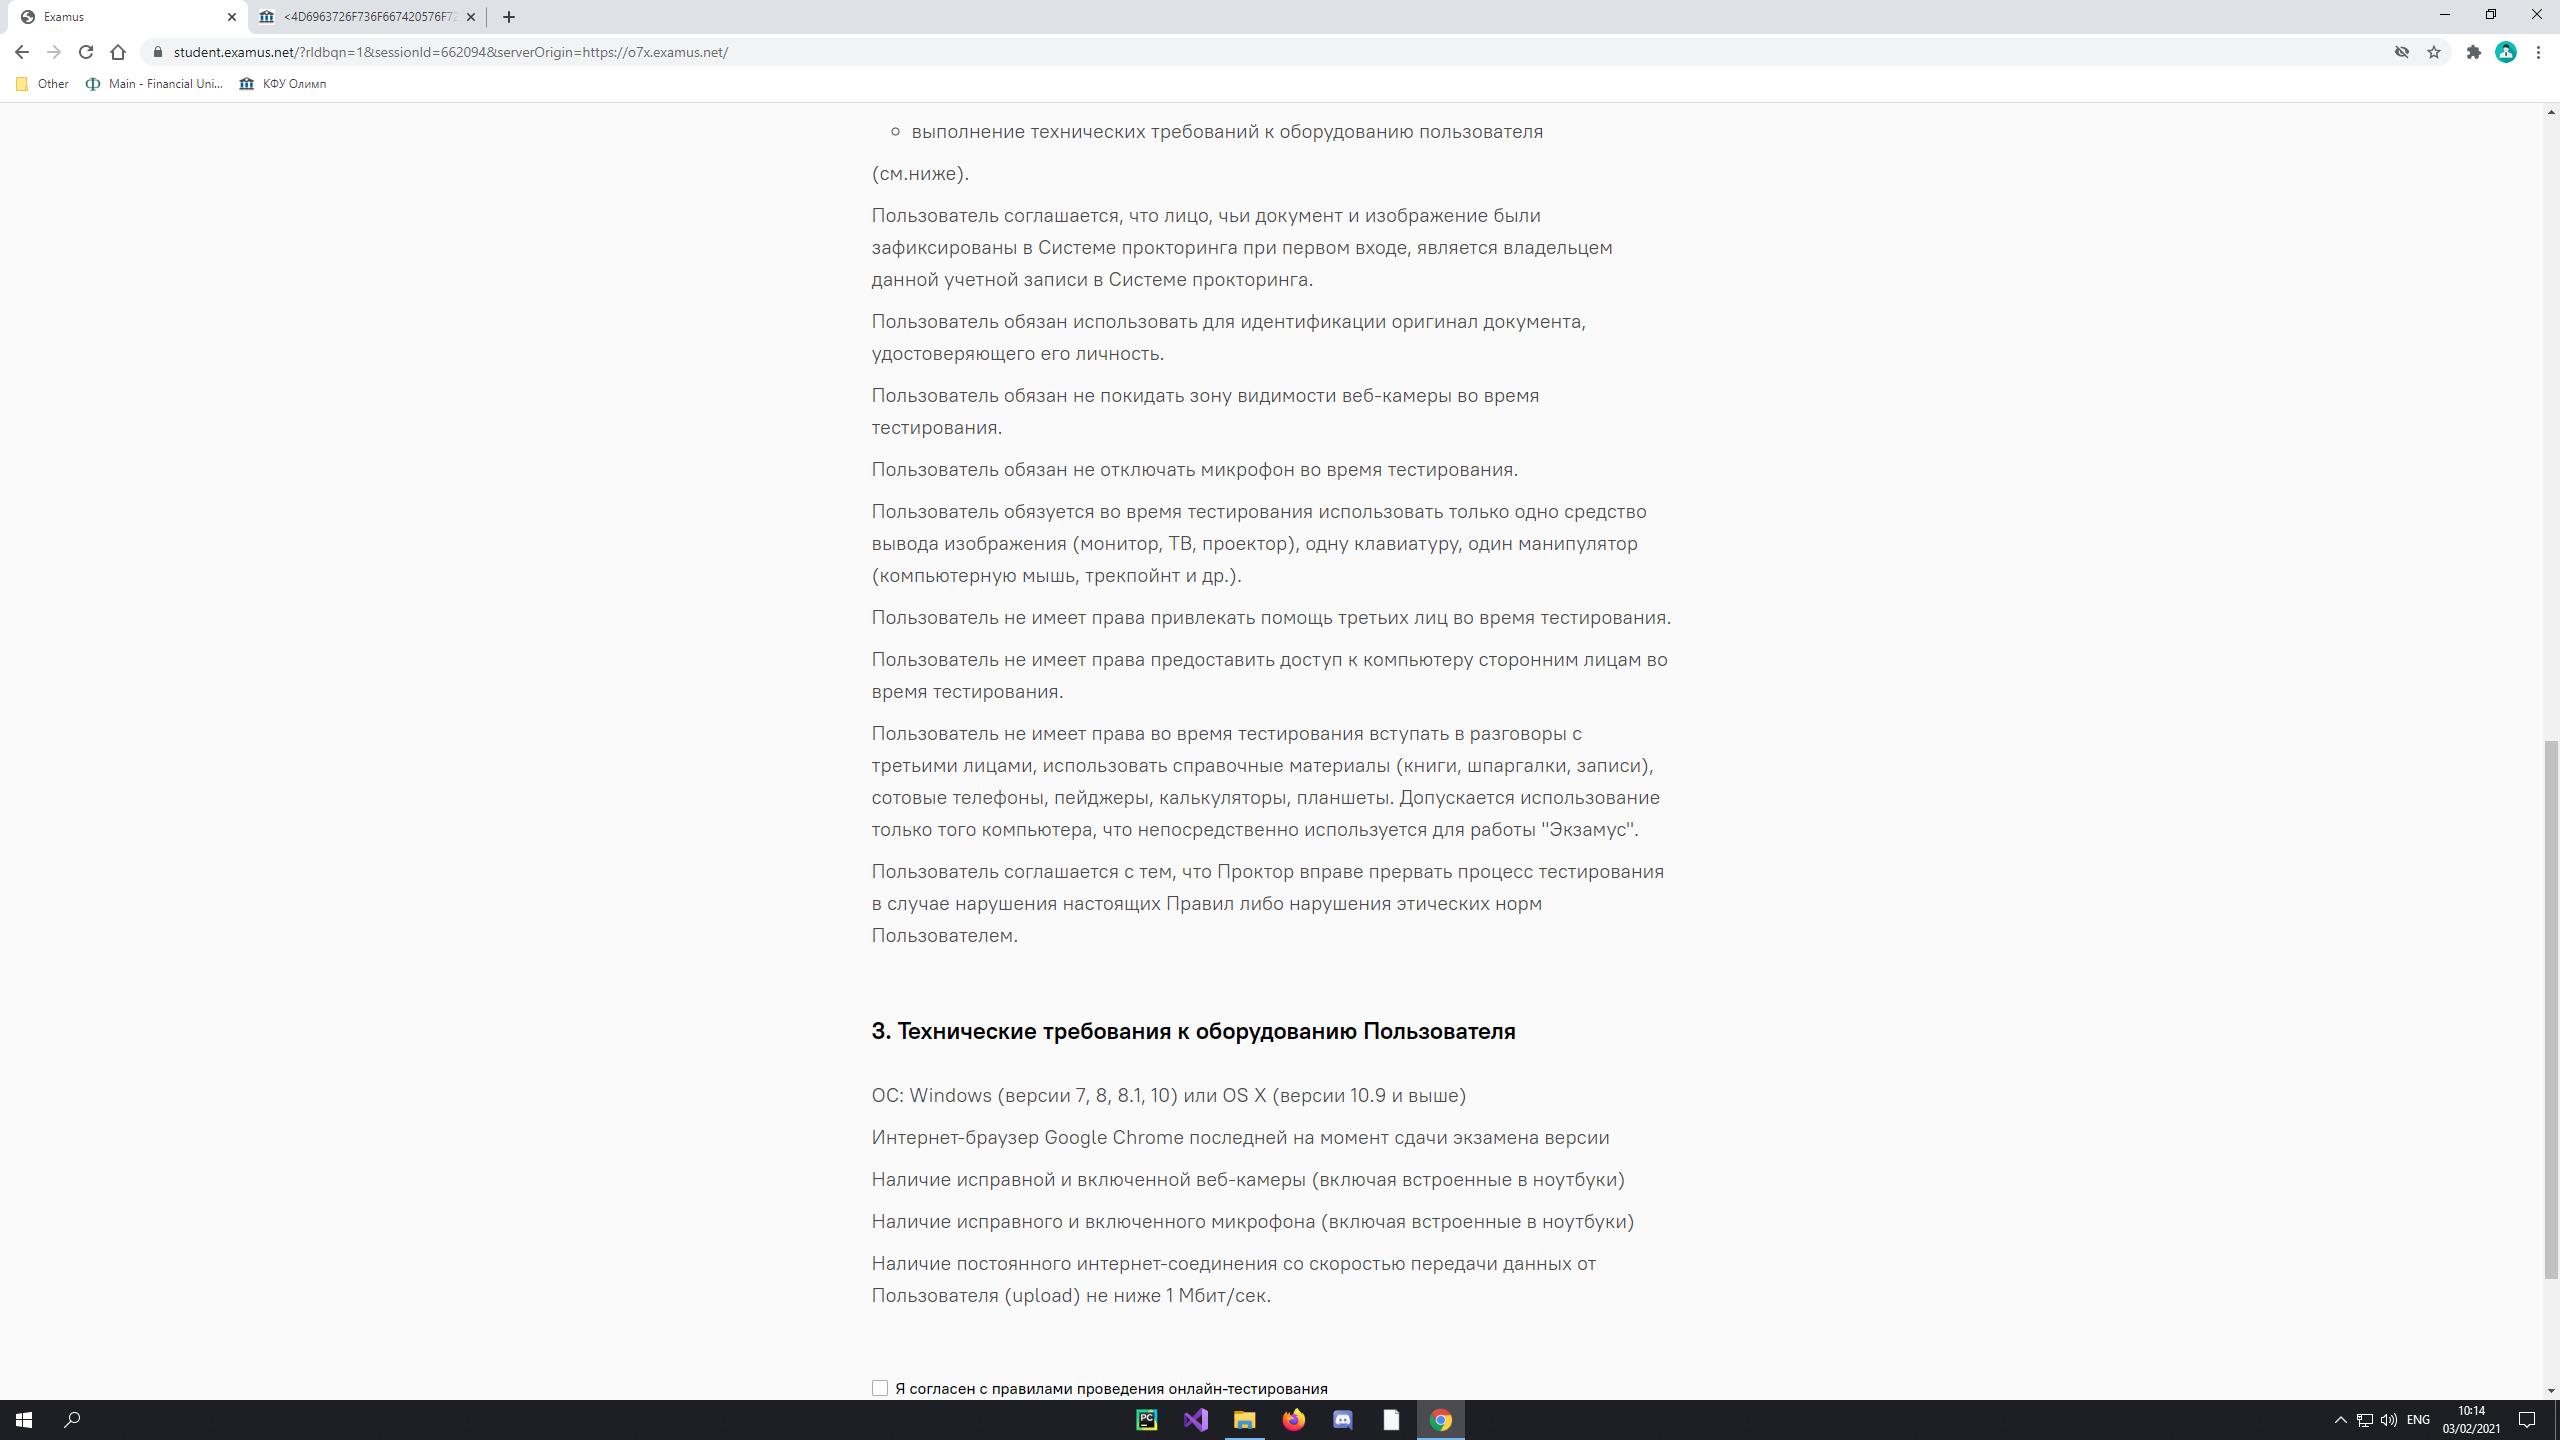 Examus
<4D6963726F736F667420576F72
student.examus.net/?rldbqn=1&sessionId=662094&serverOrigin=https://o7x.examus.net/
Other
Main - Financial Uni...
КФУ Олимп
выполнение технических требований к оборудованию пользователя
(см.ниже).
Пользователь соглашается, что лицо, чьи документ и изображение были
зафиксированы в Системе прокторинга при первом входе, является владельцем
данной учетной записи в Системе прокторинга.
Пользователь обязан использовать для идентификации оригинал документа,
удостоверяющего его личность.
Пользователь обязан не покидать зону видимости веб-камеры во время
тестирования.
Пользователь обязан не отключать микрофон во время тестирования.
Пользователь обязуется во время тестирования использовать только одно средство
вывода изображения (монитор, ТВ, проектор), одну клавиатуру, один манипулятор
(компьютерную мышь, трекпойнт и др.).
Пользователь не имеет права привлекать помощь третьих лиц во время тестирования.
Пользователь не имеет права предоставить доступ к компьютеру сторонним лицам во
время тестирования.
Пользователь не имеет права во время тестирования вступать в разговоры с
третьими лицами, использовать справочные материалы (книги, шпаргалки, записи),
сотовые телефоны, пейджеры, калькуляторы, планшеты. Допускается использование
только того компьютера, что непосредственно используется для работы "Экзамус".
Пользователь соглашается с тем, что Проктор вправе прервать процесс тестирования
в случае нарушения настоящих Правил либо нарушения этических норм
Пользователем.
3. Технические требования к оборудованию Пользователя
ОС: Windows (версии 7, 8, 8.1, 10) или OS X (версии 10.9 и выше)
Интернет-браузер Google Chrome последней на момент сдачи экзамена версии
Наличие исправной и включенной веб-камеры (включая встроенные в ноутбуки)
Наличие исправного и включенного микрофона (включая встроенные в ноутбуки)
Наличие постоянного интернет-соединения со скоростью передачи данных от
Пользователя (upload) не ниже 1 Мбит/сек.
Я согласен с правилами проведения онлайн-тестирования
PC
ENG
10:14
03/02/2021